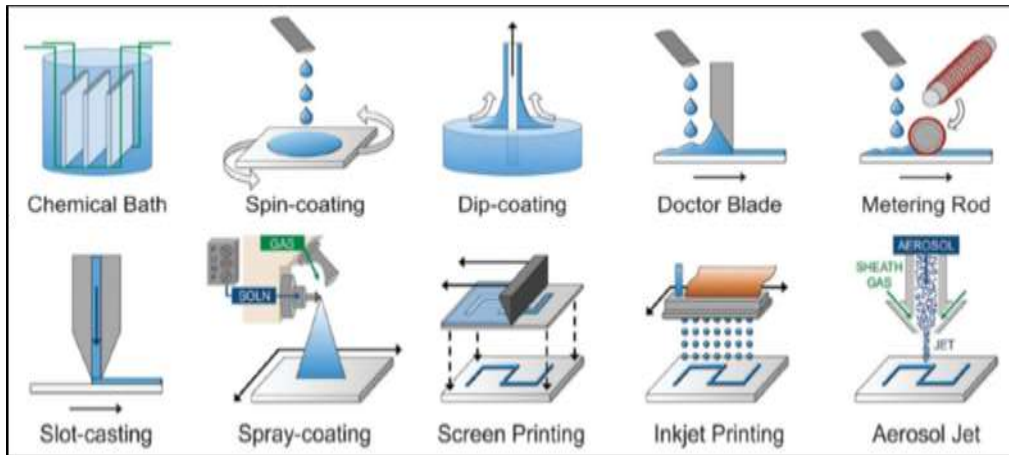 Chemical Bath
Spin-coating
Dip-coating
Doctor Blade
Metering Rod
GAS
SOLN
AEROSOL
SHEATH
GAS
JET
Slot-casting
Spray-coating
Screen Printing
Inkjet Printing
Aerosol Jet